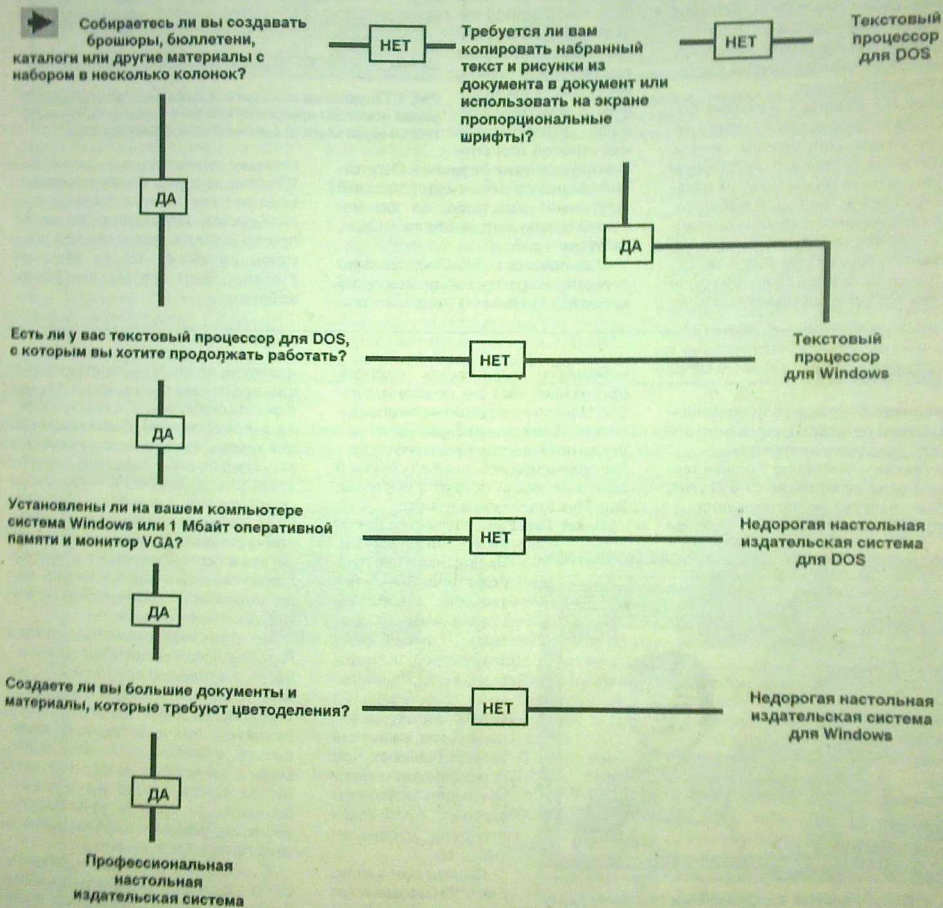 Собираетесь ли вы создавать
брошюры, бюллетени,
каталоги или другие материалы с
набором в несколько колонок?
НЕТ
Требуется ли вам
копировать набранный
текст и рисунки из
документа в документ или
использовать на экране
пропорциональные
шрифты?
НЕТ
Текстовый
процессор
для DOS
ДА
ДА
Есть ли у вас текстовый процессор для DOS,
с которым вы хотите продолжать работать?
НЕТ
Текстовый
процессор
для Windows
ДА
Установлены ли на вашем компьютере
система Windows или 1 Мбайт оперативной
памяти и монитор VGA?
НЕТ
Недорогая настольная
издательская система
для DOS
ДА
Создаете ли вы большие документы и
материалы, которые требуют цветоделения?
НЕТ
Недорогая настольная
издательская система
для Windows
ДА
Профессиональная
настольная
издательская система